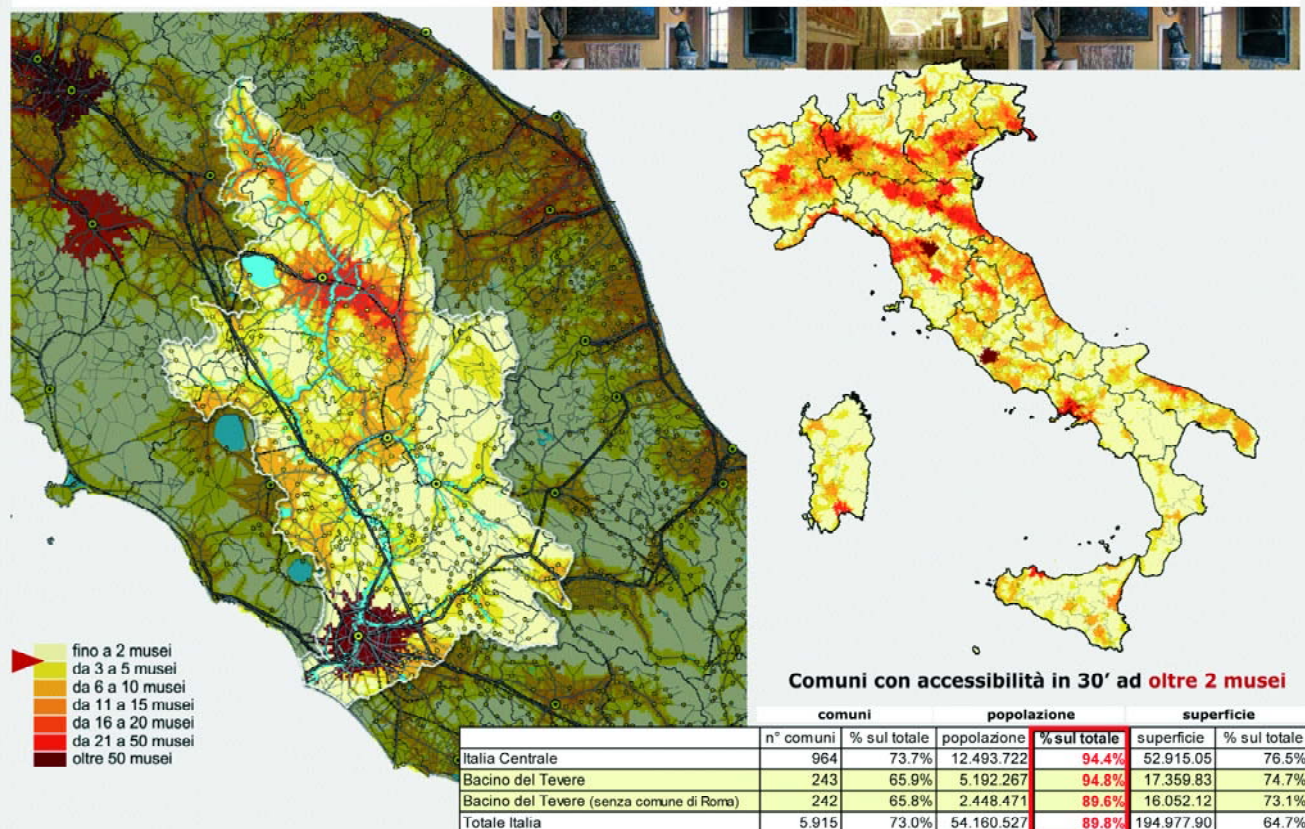 fino a 2 musei
da 3 a 5 musei
da 6 a 10 musei
da 11 a 15 musei
da 16 a 20 musei
da 21 a 50 musei
oltre 50 musei
Comuni con accessibilità in 30’ ad oltre 2 musei
comuni popolazione superficie
n° comuni % sul totale popolazione % sul totale superficie % sul totale
Italia Centrale 964 73.7% 12.493.722 94.4% 52.915.05 76.5%
Bacino del Tevere 243 65.9% 5.192.267 94.8% 17.359.83 74.7%
Bacino del Tevere (senza comune di Roma) 242 65.8% 2.448.471 89.6% 16.052.12 73.1%
Totale Italia 5.915 73.0% 54.160.527 89.8% 194.977.90 64.7%